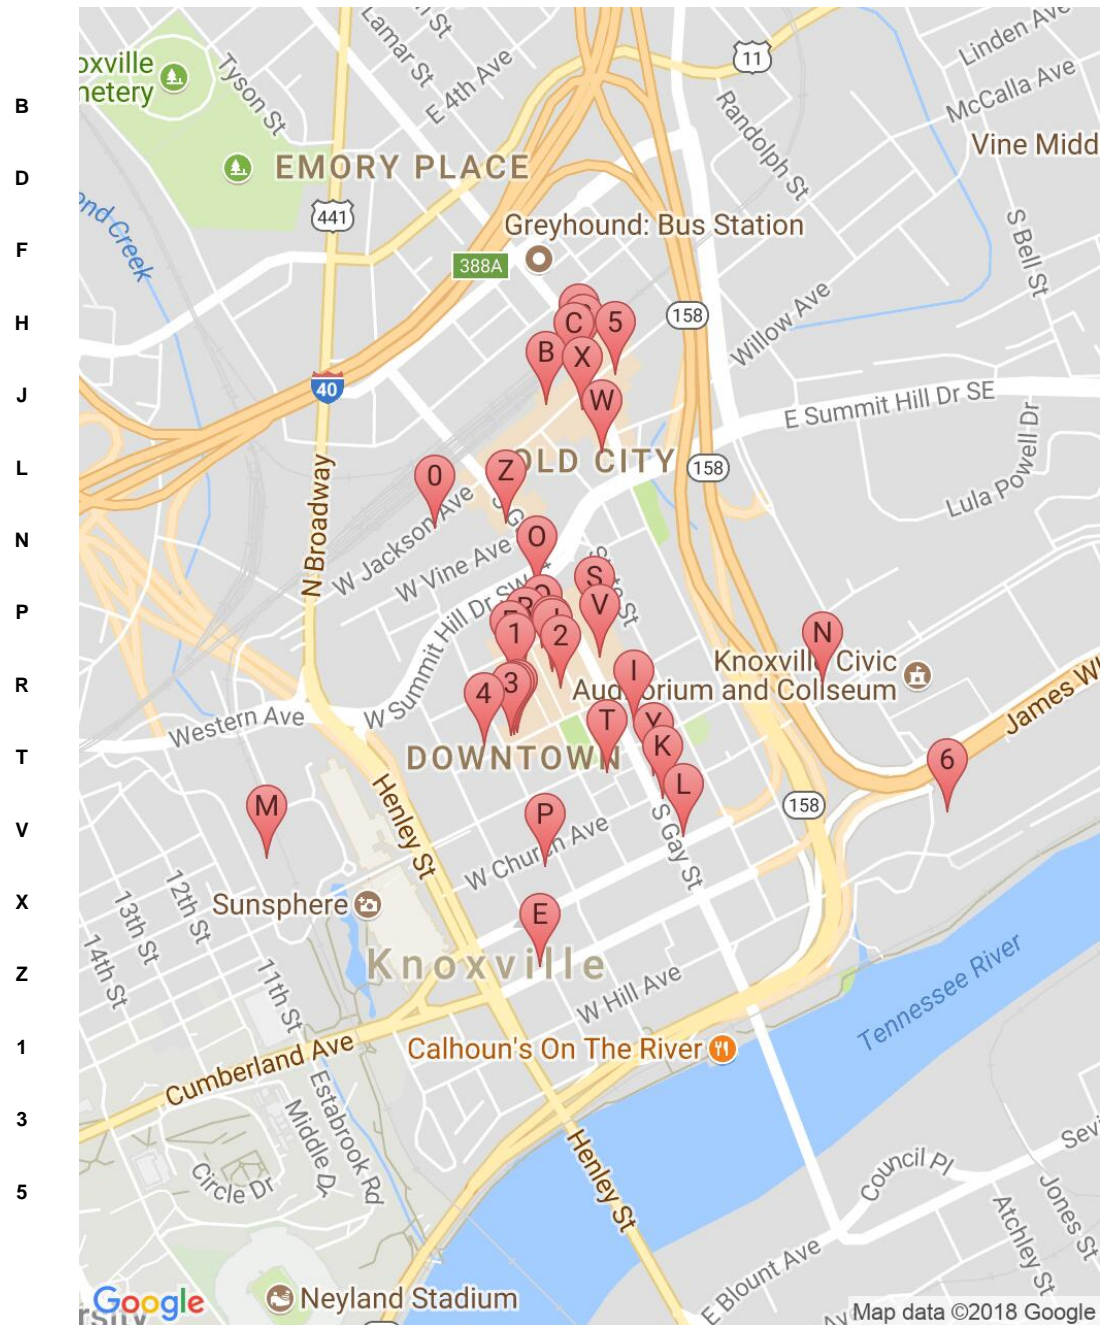 B
D
F
H
J
L
N
P
R
T
V
X
Z
1
3
5
Lamar St
E 4th Ave
Tyson St
11
Linden Ave
McCalla Ave
Randolph St
Vine Midd
EMORY PLACE
441
Greyhound: Bus Station
388A
S Bell St
158
Willow Ave
C
5
B
X
W
40
E Summit Hill Dr SE
Lula Powell Dr
OLD CITY
158
0
Z
N Broadway
W Jackson Ave
W Vine Ave
O
S
V
1
2
W Summit Hill Dr SW
N
Knoxville Civic
Auditorium and Coliseum
I
3
4
T
Y
K
L
Western Ave
DOWNTOWN
James W
6
M
Henley St
P
158
W Church Ave
S Gay St
Sunsphere
E
12th St
13th St
14th St
11th St
Knoxville
W Hill Ave
Tennessee River
Calhoun's On The River
Cumberland Ave
Estabrook Rd
Middle Dr
Circle Dr
Henley St
Council Pl
Sevi
Jones St
Atchley St
E Blount Ave
Neyland Stadium
Google
Map data ©2018 Google